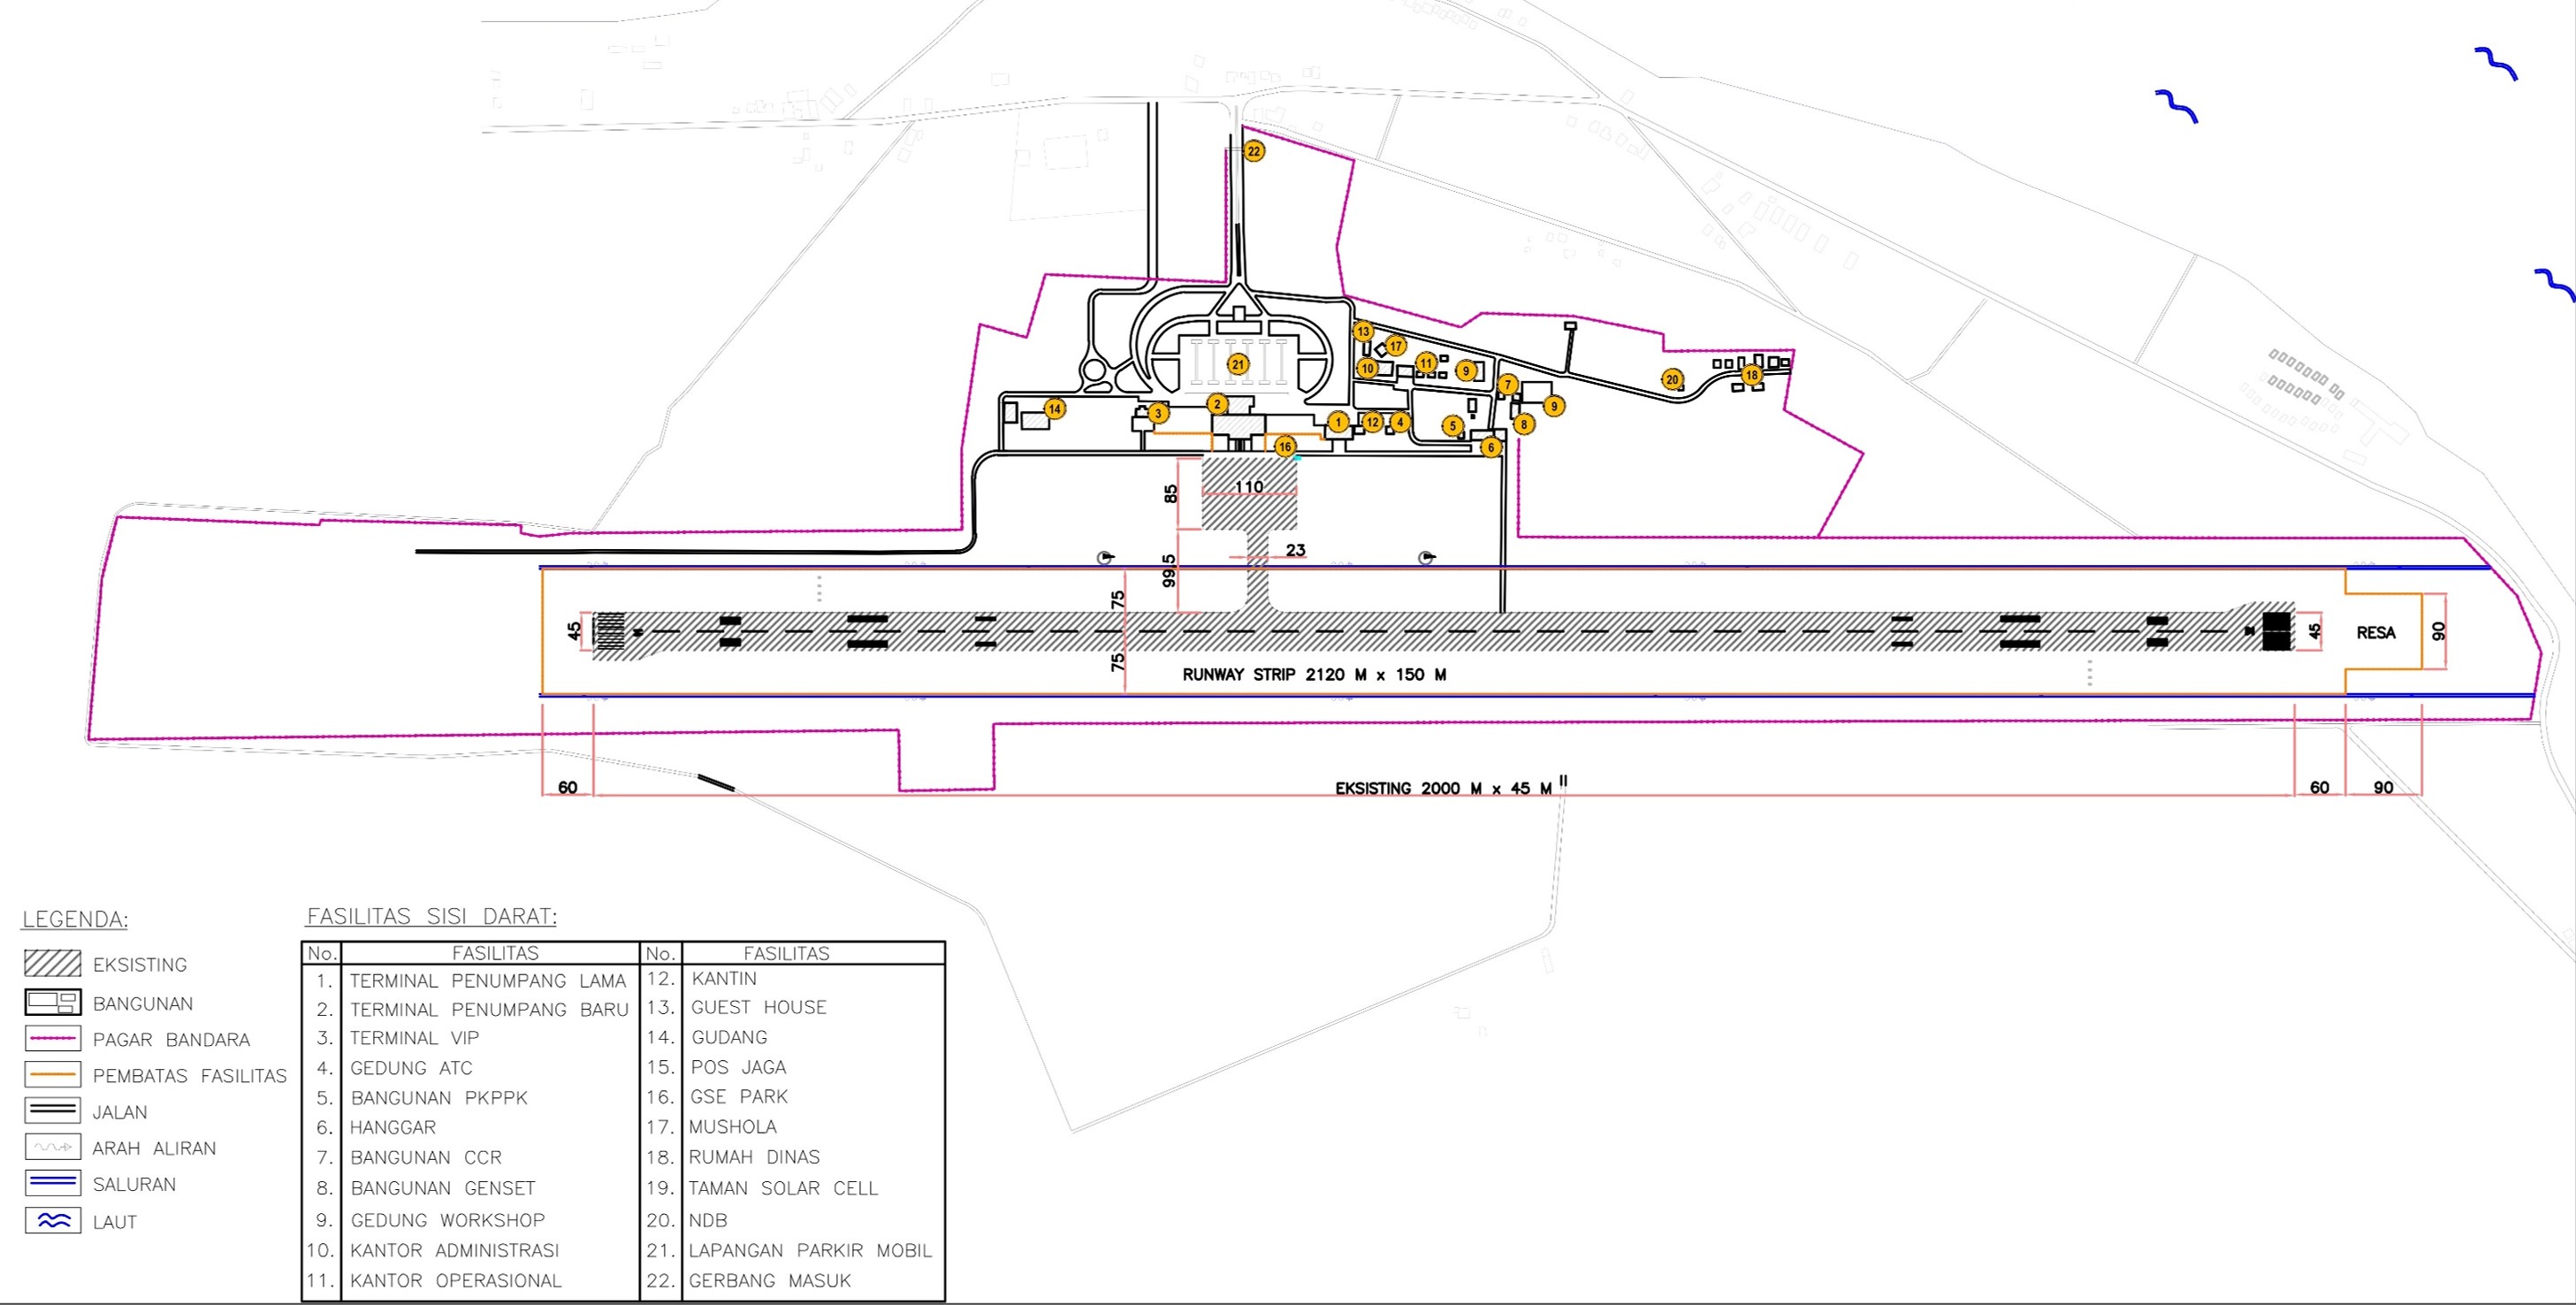 22
13
17
11
10
9
21
7
20
18
2
14
3
9
1
12
4
5
8
16
6
85
110
99.5
23
75
45
45
RESA
90
75
RUNWAY STRIP 2120 M x 150 M
60
EKSISTING 2000 M x 45 M
60
90
LEGENDA:
EKSISTING
BANGUNAN
PAGAR BANDARA
PEMBATAS FASILITAS
JALAN
ARAH ALIRAN
SALURAN
LAUT
FASILITAS SISI DARAT:
No. FASILITAS No. FASILITAS
1. TERMINAL PENUMPANG LAMA 12. KANTIN
2. TERMINAL PENUMPANG BARU 13. GUEST HOUSE
3. TERMINAL VIP 14. GUDANG
4. GEDUNG ATC 15. POS JAGA
5. BANGUNAN PKPPK 16. GSE PARK
6. HANGGAR 17. MUSHOLA
7. BANGUNAN CCR 18. RUMAH DINAS
8. BANGUNAN GENSET 19. TAMAN SOLAR CELL
9. GEDUNG WORKSHOP 20. NDB
10. KANTOR ADMINISTRASI 21. LAPANGAN PARKIR MOBIL
11. KANTOR OPERASIONAL 22. GERBANG MASUK